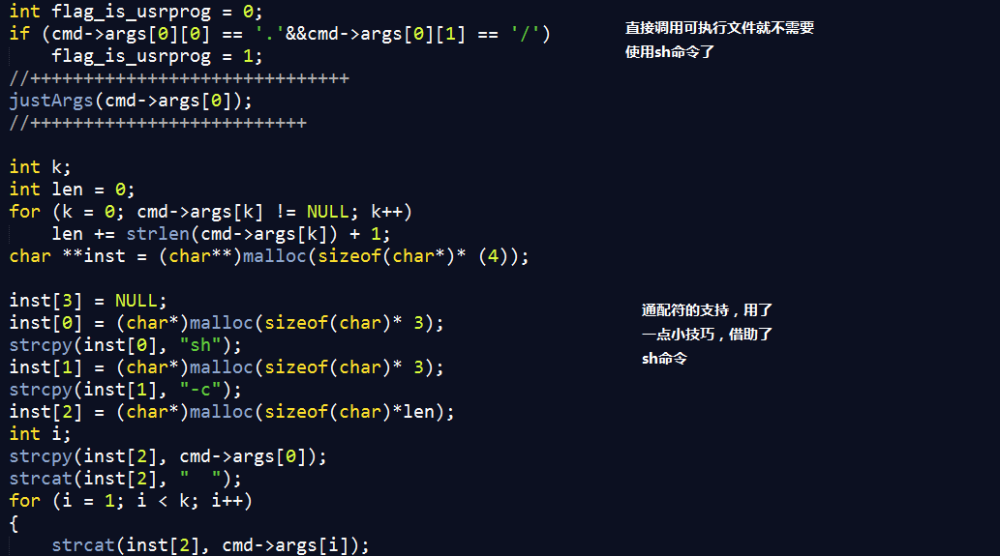 int flag_is_usrprog = 0;
if (cmd->args[0][0] == '.'&&cmd->args[0][1] == '/')
    flag_is_usrprog = 1;
//++++++++++++++++++++++++++++++
justArgs(cmd->args[0]);
//++++++++++++++++++++++++++
int k;
int len = 0;
for (k = 0; cmd->args[k] != NULL; k++)
    len += strlen(cmd->args[k]) + 1;
char **inst = (char**)malloc(sizeof(char*)* (4));
inst[3] = NULL;
inst[0] = (char*)malloc(sizeof(char)* 3);
strcpy(inst[0], "sh");
inst[1] = (char*)malloc(sizeof(char)* 3);
strcpy(inst[1], "-c");
inst[2] = (char*)malloc(sizeof(char)*len);
int i;
strcpy(inst[2], cmd->args[0]);
strcat(inst[2], "  ");
for (i = 1; i < k; i++)
{
    strcat(inst[2], cmd->args[i]);
直接调用可执行文件就不需要
使用sh命令了
通配符的支持，用了
一点小技巧，借助了
sh命令